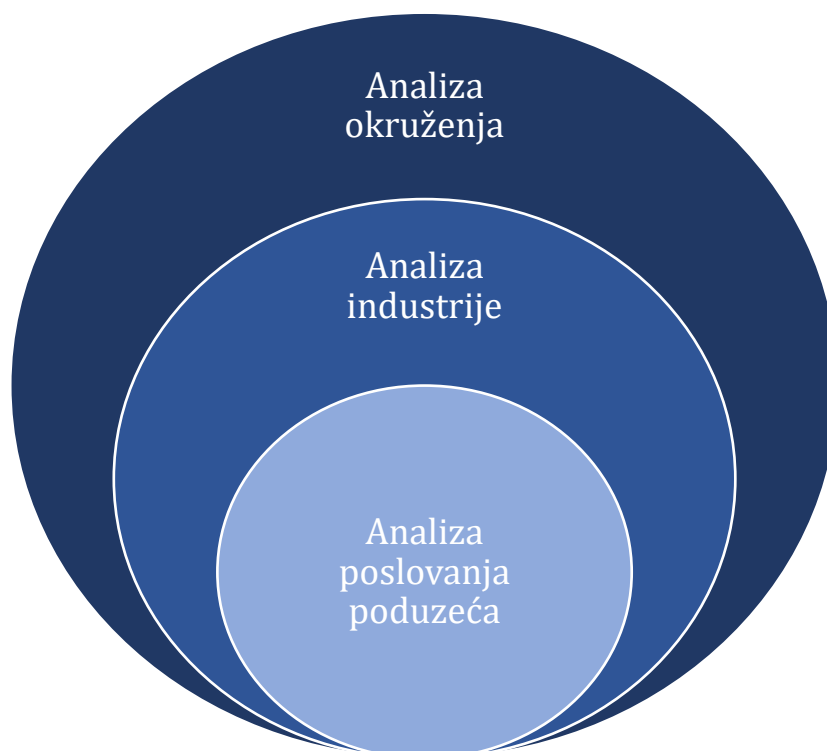 Analiza
okruženja
Analiza
industrije
Analiza
poslovanja
poduzeća